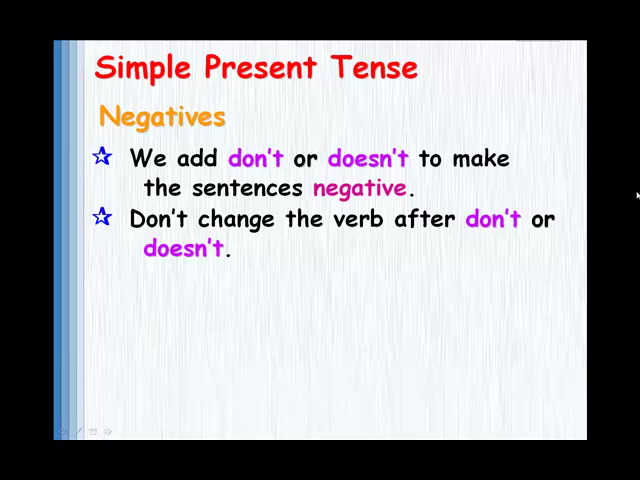 Simple Present Tense
Negatives
We add don't or doesn't to make
the sentences negative.
Don't change the verb after don't or
doesn't.